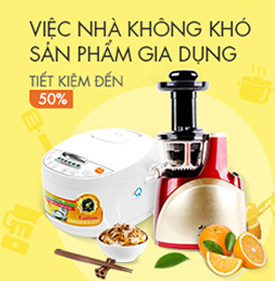 VIỆC NHÀ KHÔNG KHÓ
SẢN PHẨM GIA DỤNG
TIẾT KIỆM ĐẾN
50%